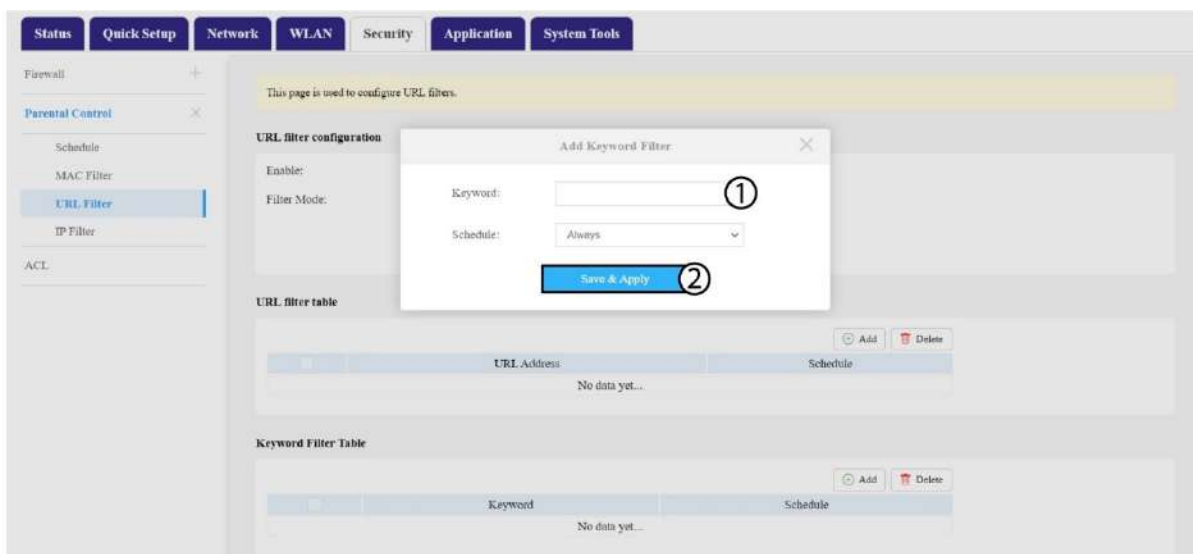 Status Quick Setup Network WLAN Security Application System Tools
Firewall
This page is used to configure URL filters.
Parental Control
URL filter configuration
Add Keyword Filter
Schedule
Enable:
MAC Filter
Keyword: 1
URL Filter
Filter Mode:
IP Filter
Schedule: Always
ACL
Save & Apply 2
URL filter table
Add Delete
URL Address Schedule
No data yet...
Keyword Filter Table
Add Delete
Keyword Schedule
No data yet...